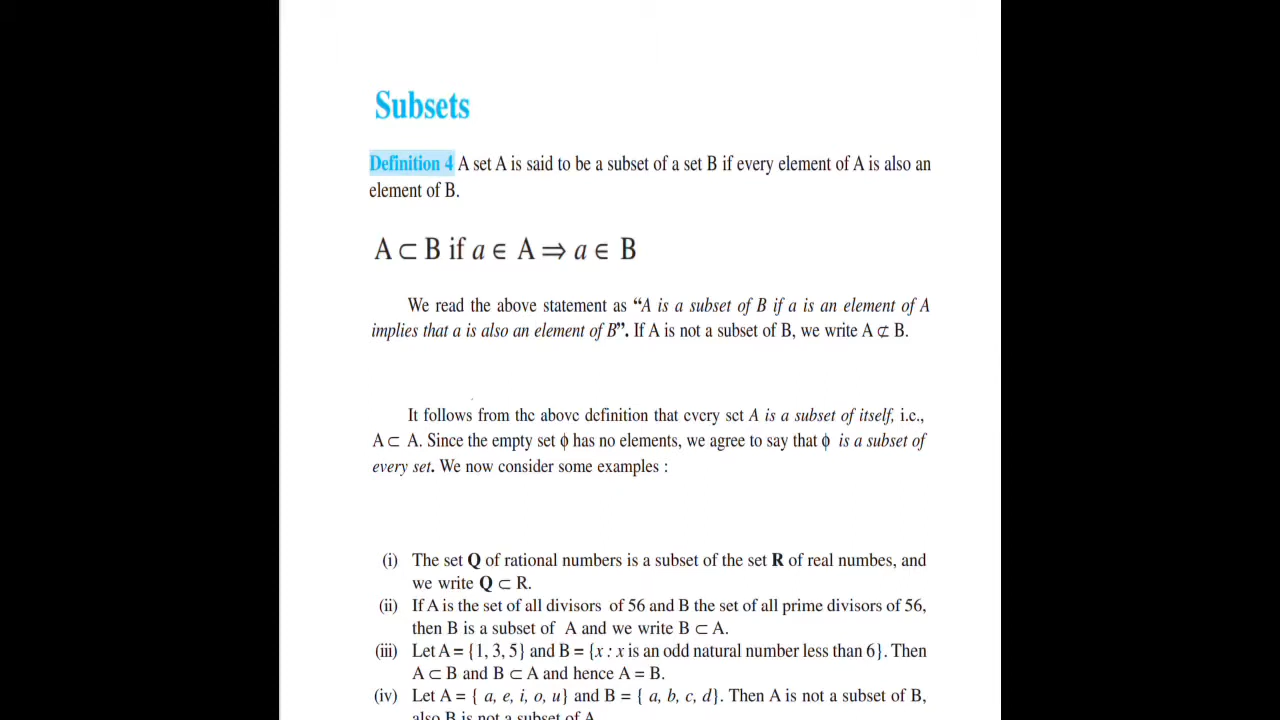 Subsets
Definition 4 A set A is said to be a subset of a set B if every element of A is also an
element of B.
A ⊂ B if a ∈ A ⇒ a ∈ B
We read the above statement as “A is a subset of B if a is an element of A
implies that a is also an element of B”. If A is not a subset of B, we write A ⊄ B.
It follows from the above definition that every set A is a subset of itself, i.e.,
A ⊂ A. Since the empty set φ has no elements, we agree to say that φ is a subset of
every set. We now consider some examples :
(i) The set Q of rational numbers is a subset of the set R of real numbes, and
we write Q ⊂ R.
(ii) If A is the set of all divisors of 56 and B the set of all prime divisors of 56,
then B is a subset of A and we write B ⊂ A.
(iii) Let A = {1, 3, 5} and B = {x : x is an odd natural number less than 6}. Then
A ⊂ B and B ⊂ A and hence A = B.
(iv) Let A = { a, e, i, o, u} and B = { a, b, c, d}. Then A is not a subset of B,
also B is not a subset of A.